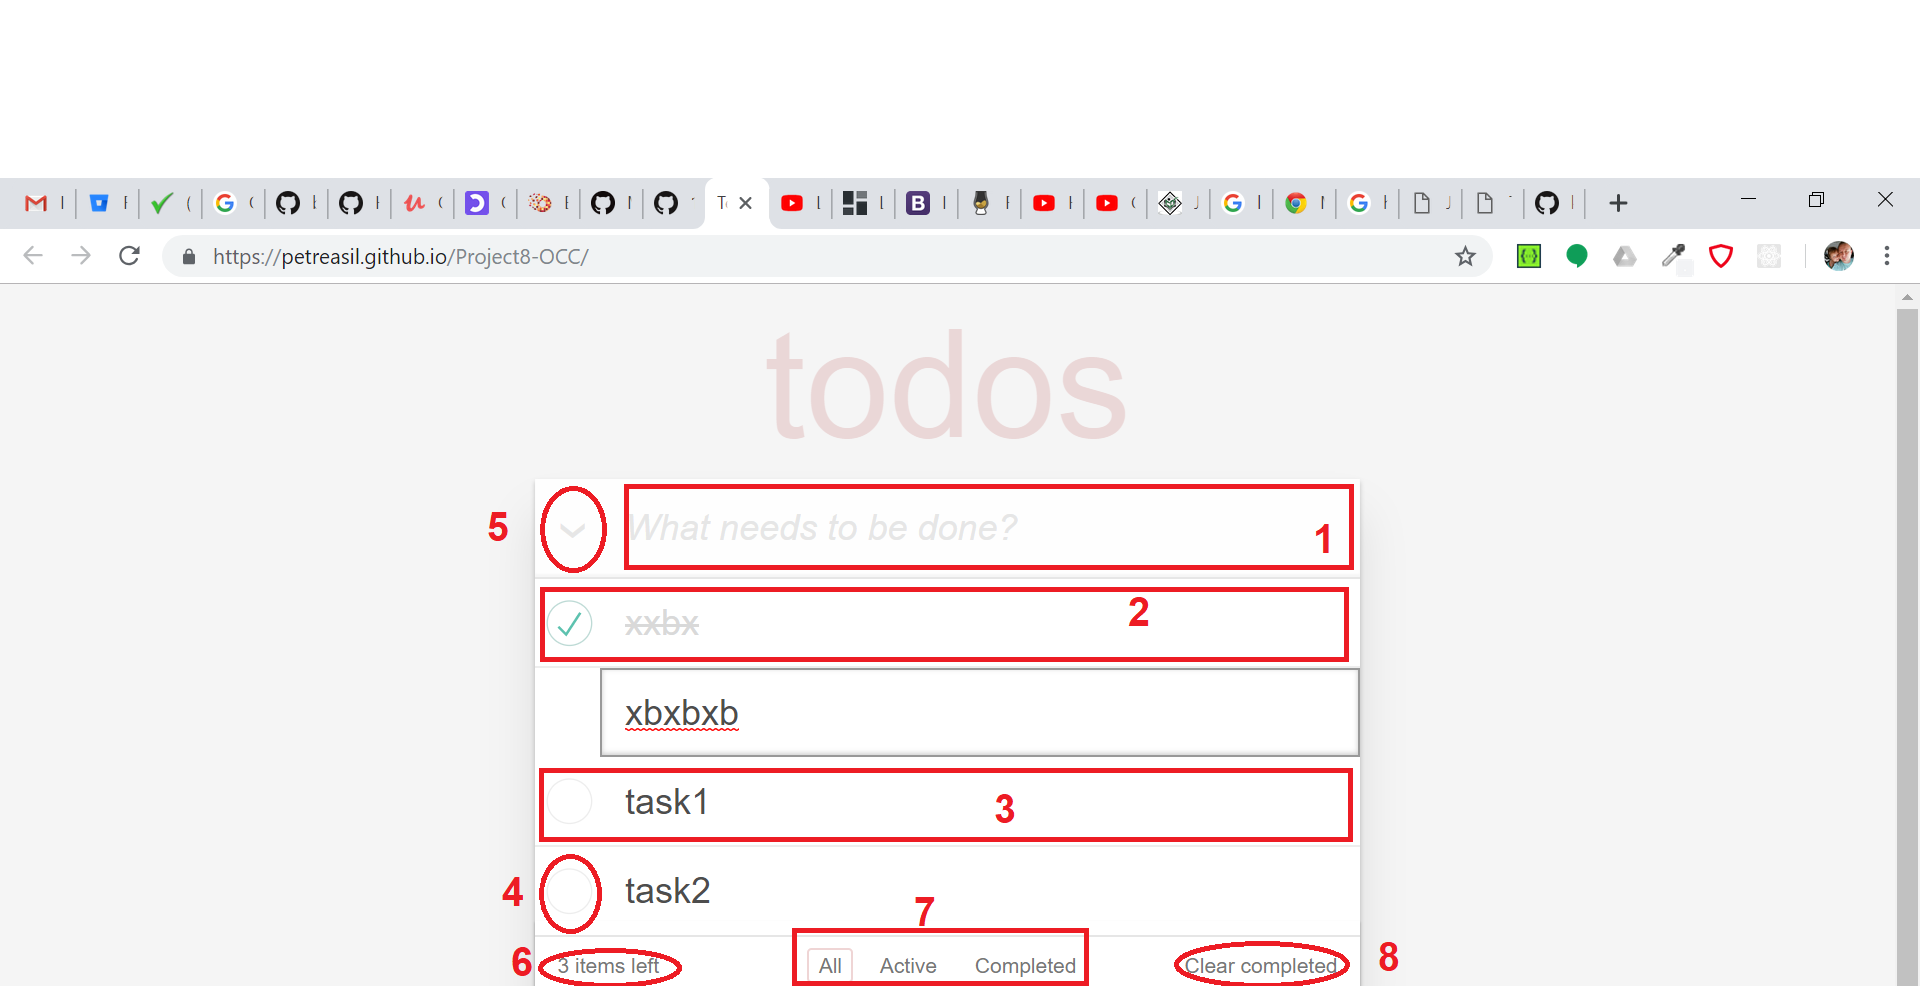 https://petreasil.github.io/Project8-OCC/
todos
5 What needs to be done? 1
xxbx 2
xbxbxb
task1 3
4 task2
7
6 3 items left All Active Completed Clear completed 8